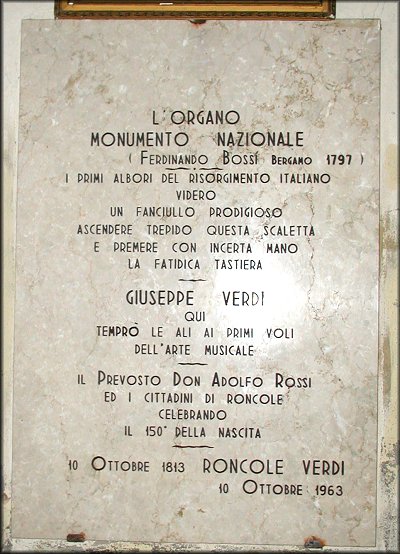 L'ORGANO
MONUMENTO NAZIONALE
( FERDINANDO BOSSI BERGAMO 1797 )
I PRIMI ALBORI DEL RISORGIMENTO ITALIANO
VIDERO
UN FANCIULLO PRODIGIOSO
ASCENDERE TREPIDO QUESTA SCALETTA
E PREMERE CON INCERTA MANO
LA FATIDICA TASTIERA
GIUSEPPE VERDI
QUI
TEMPRÒ LE ALI AI PRIMI VOLI
DELL'ARTE MUSICALE
IL PREVOSTO DON ADOLFO ROSSI
ED I CITTADINI DI RONCOLE
CELEBRANDO
IL 150° DELLA NASCITA
10 OTTOBRE 1813 RONCOLE VERDI
10 OTTOBRE 1963